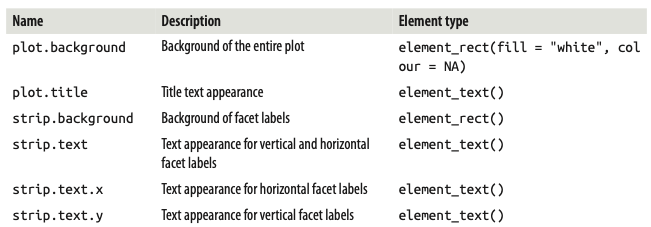 Name Description Element type
plot.background Background of the entire plot element_rect(fill = "white", col
our = NA)
plot.title Title text appearance element_text()
strip.background Background of facet labels element_rect()
strip.text Text appearance for vertical and horizontal element_text()
facet labels
strip.text.x Text appearance for horizontal facet labels element_text()
strip.text.y Text appearance for vertical facet labels element_text()